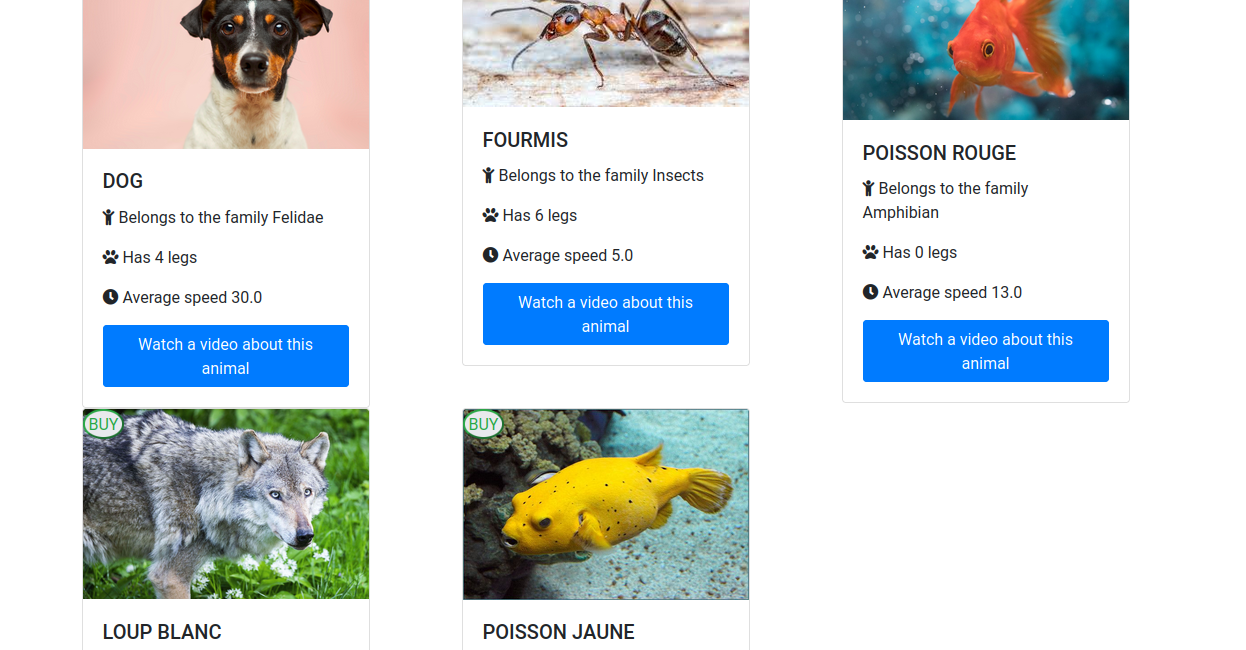 DOG
Belongs to the family Felidae
Has 4 legs
Average speed 30.0
Watch a video about this
animal
FOURMIS
Belongs to the family Insects
Has 6 legs
Average speed 5.0
Watch a video about this
animal
POISSON ROUGE
Belongs to the family
Amphibian
Has 0 legs
Average speed 13.0
Watch a video about this
animal
BUY
LOUP BLANC
BUY
POISSON JAUNE